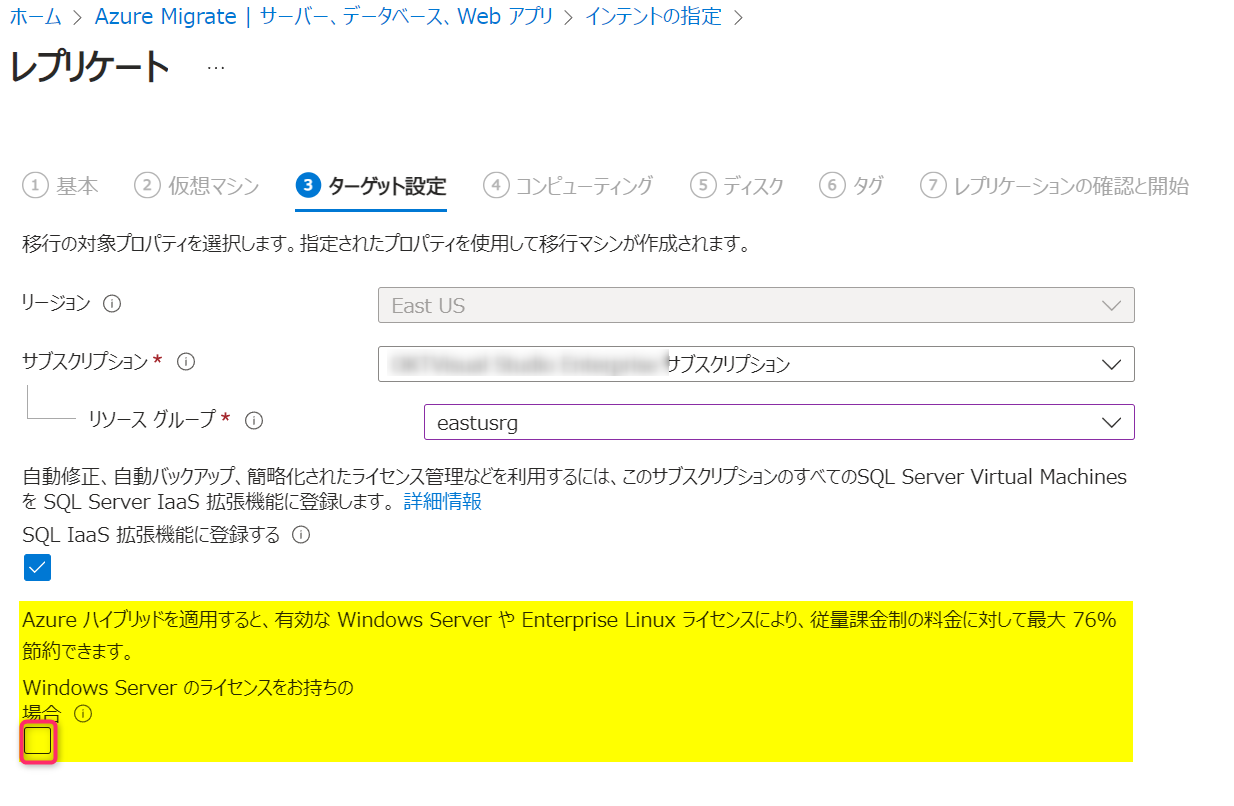 ホーム > Azure Migrate | サーバー、データベース、Web アプリ > インテントの指定 >
レプリケート ...
1 基本 2 仮想マシン 3 ターゲット設定 4 コンピューティング 5 ディスク 6 タグ 7 レプリケーションの確認と開始
移行の対象プロパティを選択します。指定されたプロパティを使用して移行マシンが作成されます。
リージョン East US
サブスクリプション * サブスクリプション
リソース グループ * eastusrg
自動修正、自動バックアップ、簡略化されたライセンス管理などを利用するには、このサブスクリプションのすべてのSQL Server Virtual Machines
を SQL Server IaaS 拡張機能に登録します。 詳細情報
SQL IaaS 拡張機能に登録する
Azure ハイブリッドを適用すると、有効な Windows Server や Enterprise Linux ライセンスにより、従量課金制の料金に対して最大 76%
節約できます。
Windows Server のライセンスをお持ちの
場合